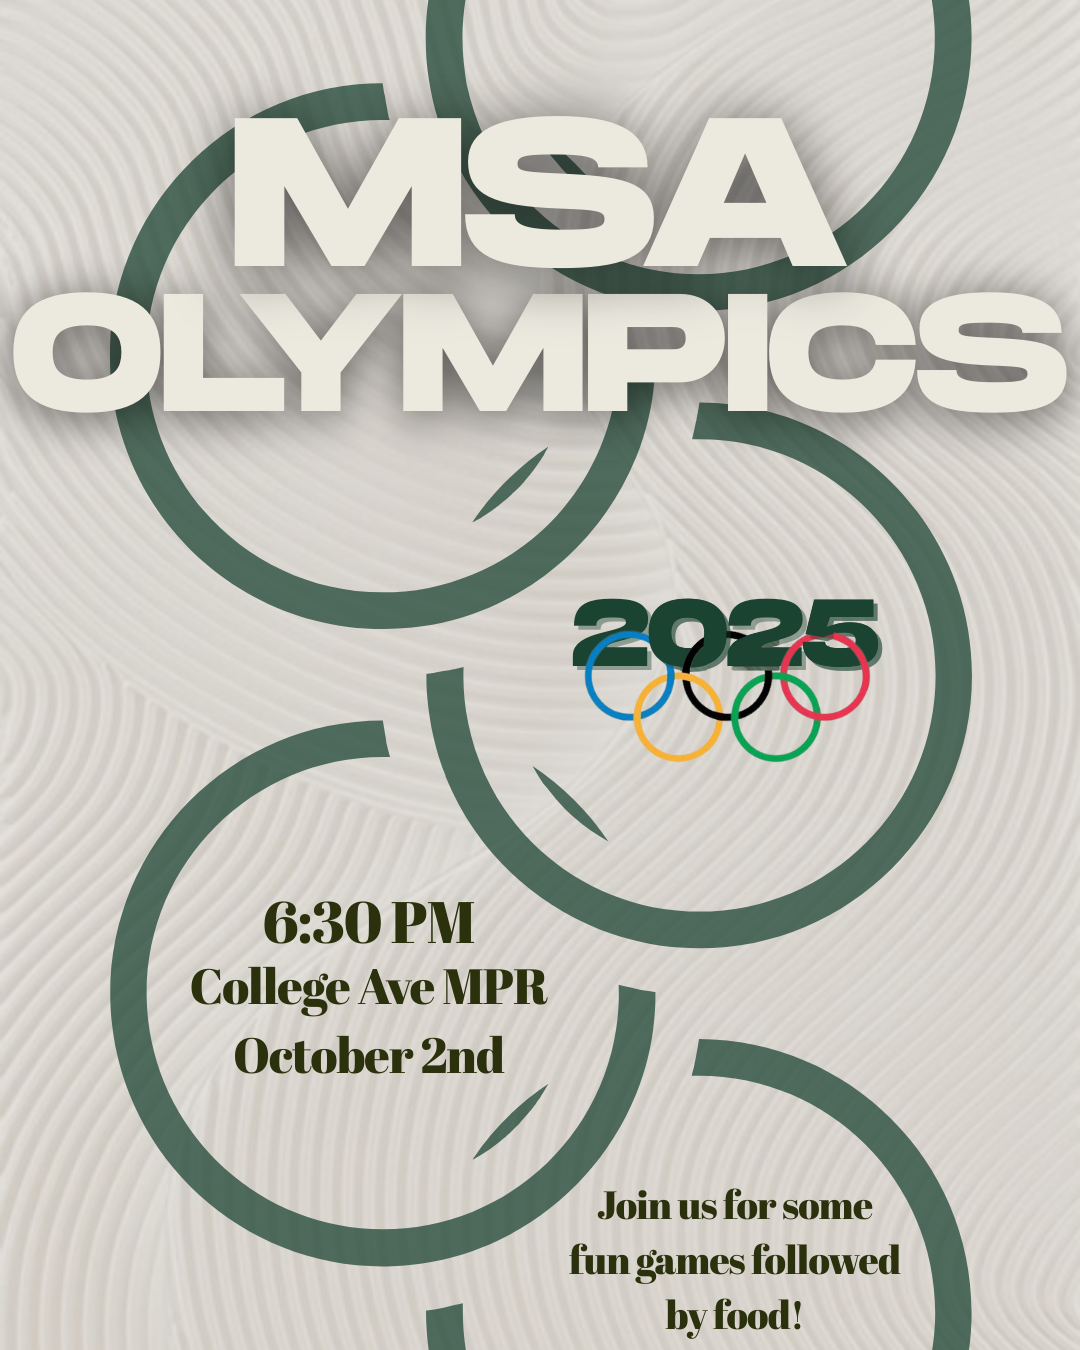 MSA
OLYMPICS
2025
6:30 PM
College Ave MPR
October 2nd
Join us for some
fun games followed
by food!